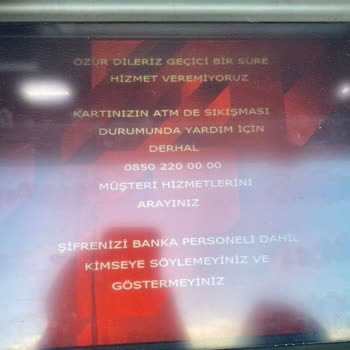 ÖZÜR DİLERİZ GEÇİCİ BİR SÜRE
HİZMET VEREMİYORUZ
KARTINIZIN ATM DE SIKIŞMASI
DURUMUNDA YARDIM İÇİN
DERHAL
0850 220 00 00
MÜŞTERİ HİZMETLERİNİ
ARAYINIZ
ŞİFRENİZİ BANKA PERSONELİ DAHİL
KİMSEYE SÖYLEMEYİNİZ VE
GÖSTERMEYİNİZ